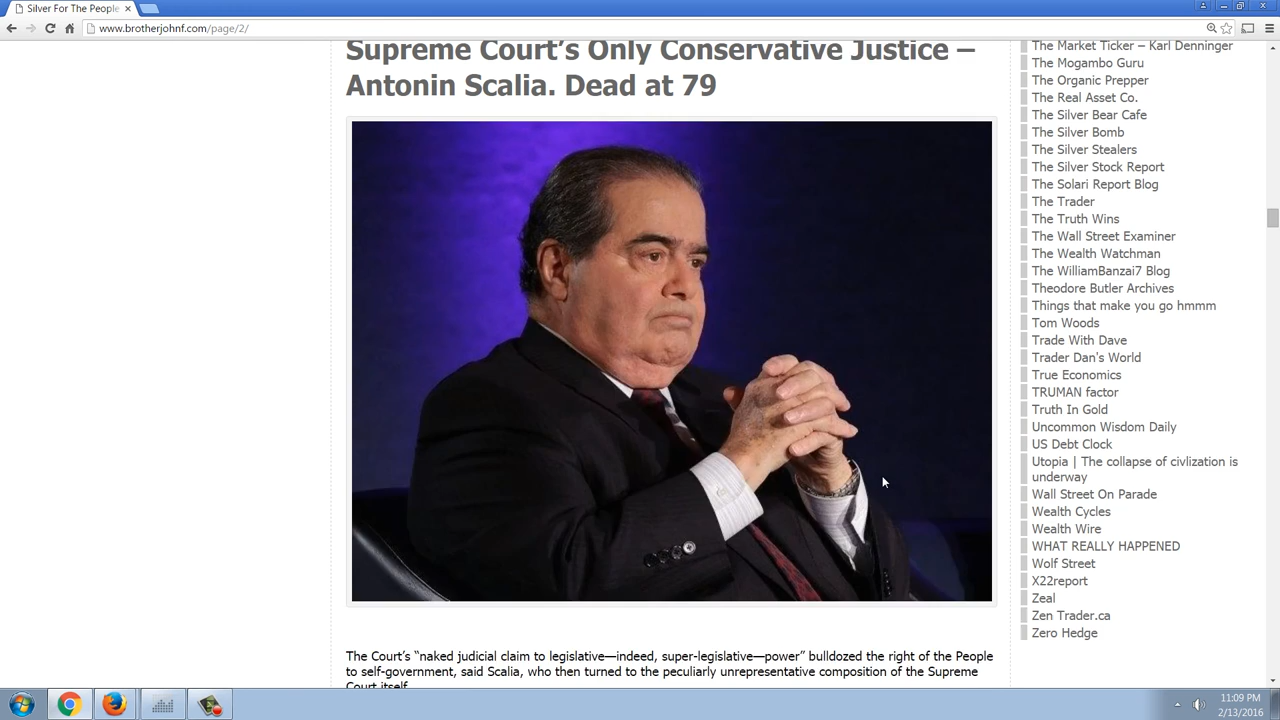 Silver For The People
www.brotherjohnf.com/page/2/
Supreme Court’s Only Conservative Justice –
Antonin Scalia. Dead at 79
The Court’s “naked judicial claim to legislative—indeed, super-legislative—power” bulldozed the right of the People
to self-government, said Scalia, who then turned to the peculiarly unrepresentative composition of the Supreme
Court itself.
The Market Ticker – Karl Denninger
The Mogambo Guru
The Organic Prepper
The Real Asset Co.
The Silver Bear Cafe
The Silver Bomb
The Silver Stealers
The Silver Stock Report
The Solari Report Blog
The Trader
The Truth Wins
The Wall Street Examiner
The Wealth Watchman
The WilliamBanzai7 Blog
Theodore Butler Archives
Things that make you go hmmm
Tom Woods
Trade With Dave
Trader Dan's World
True Economics
TRUMAN factor
Truth In Gold
Uncommon Wisdom Daily
US Debt Clock
Utopia | The collapse of civlization is
underway
Wall Street On Parade
Wealth Cycles
Wealth Wire
WHAT REALLY HAPPENED
Wolf Street
X22report
Zeal
Zen Trader.ca
Zero Hedge
11:09 PM
2/13/2016